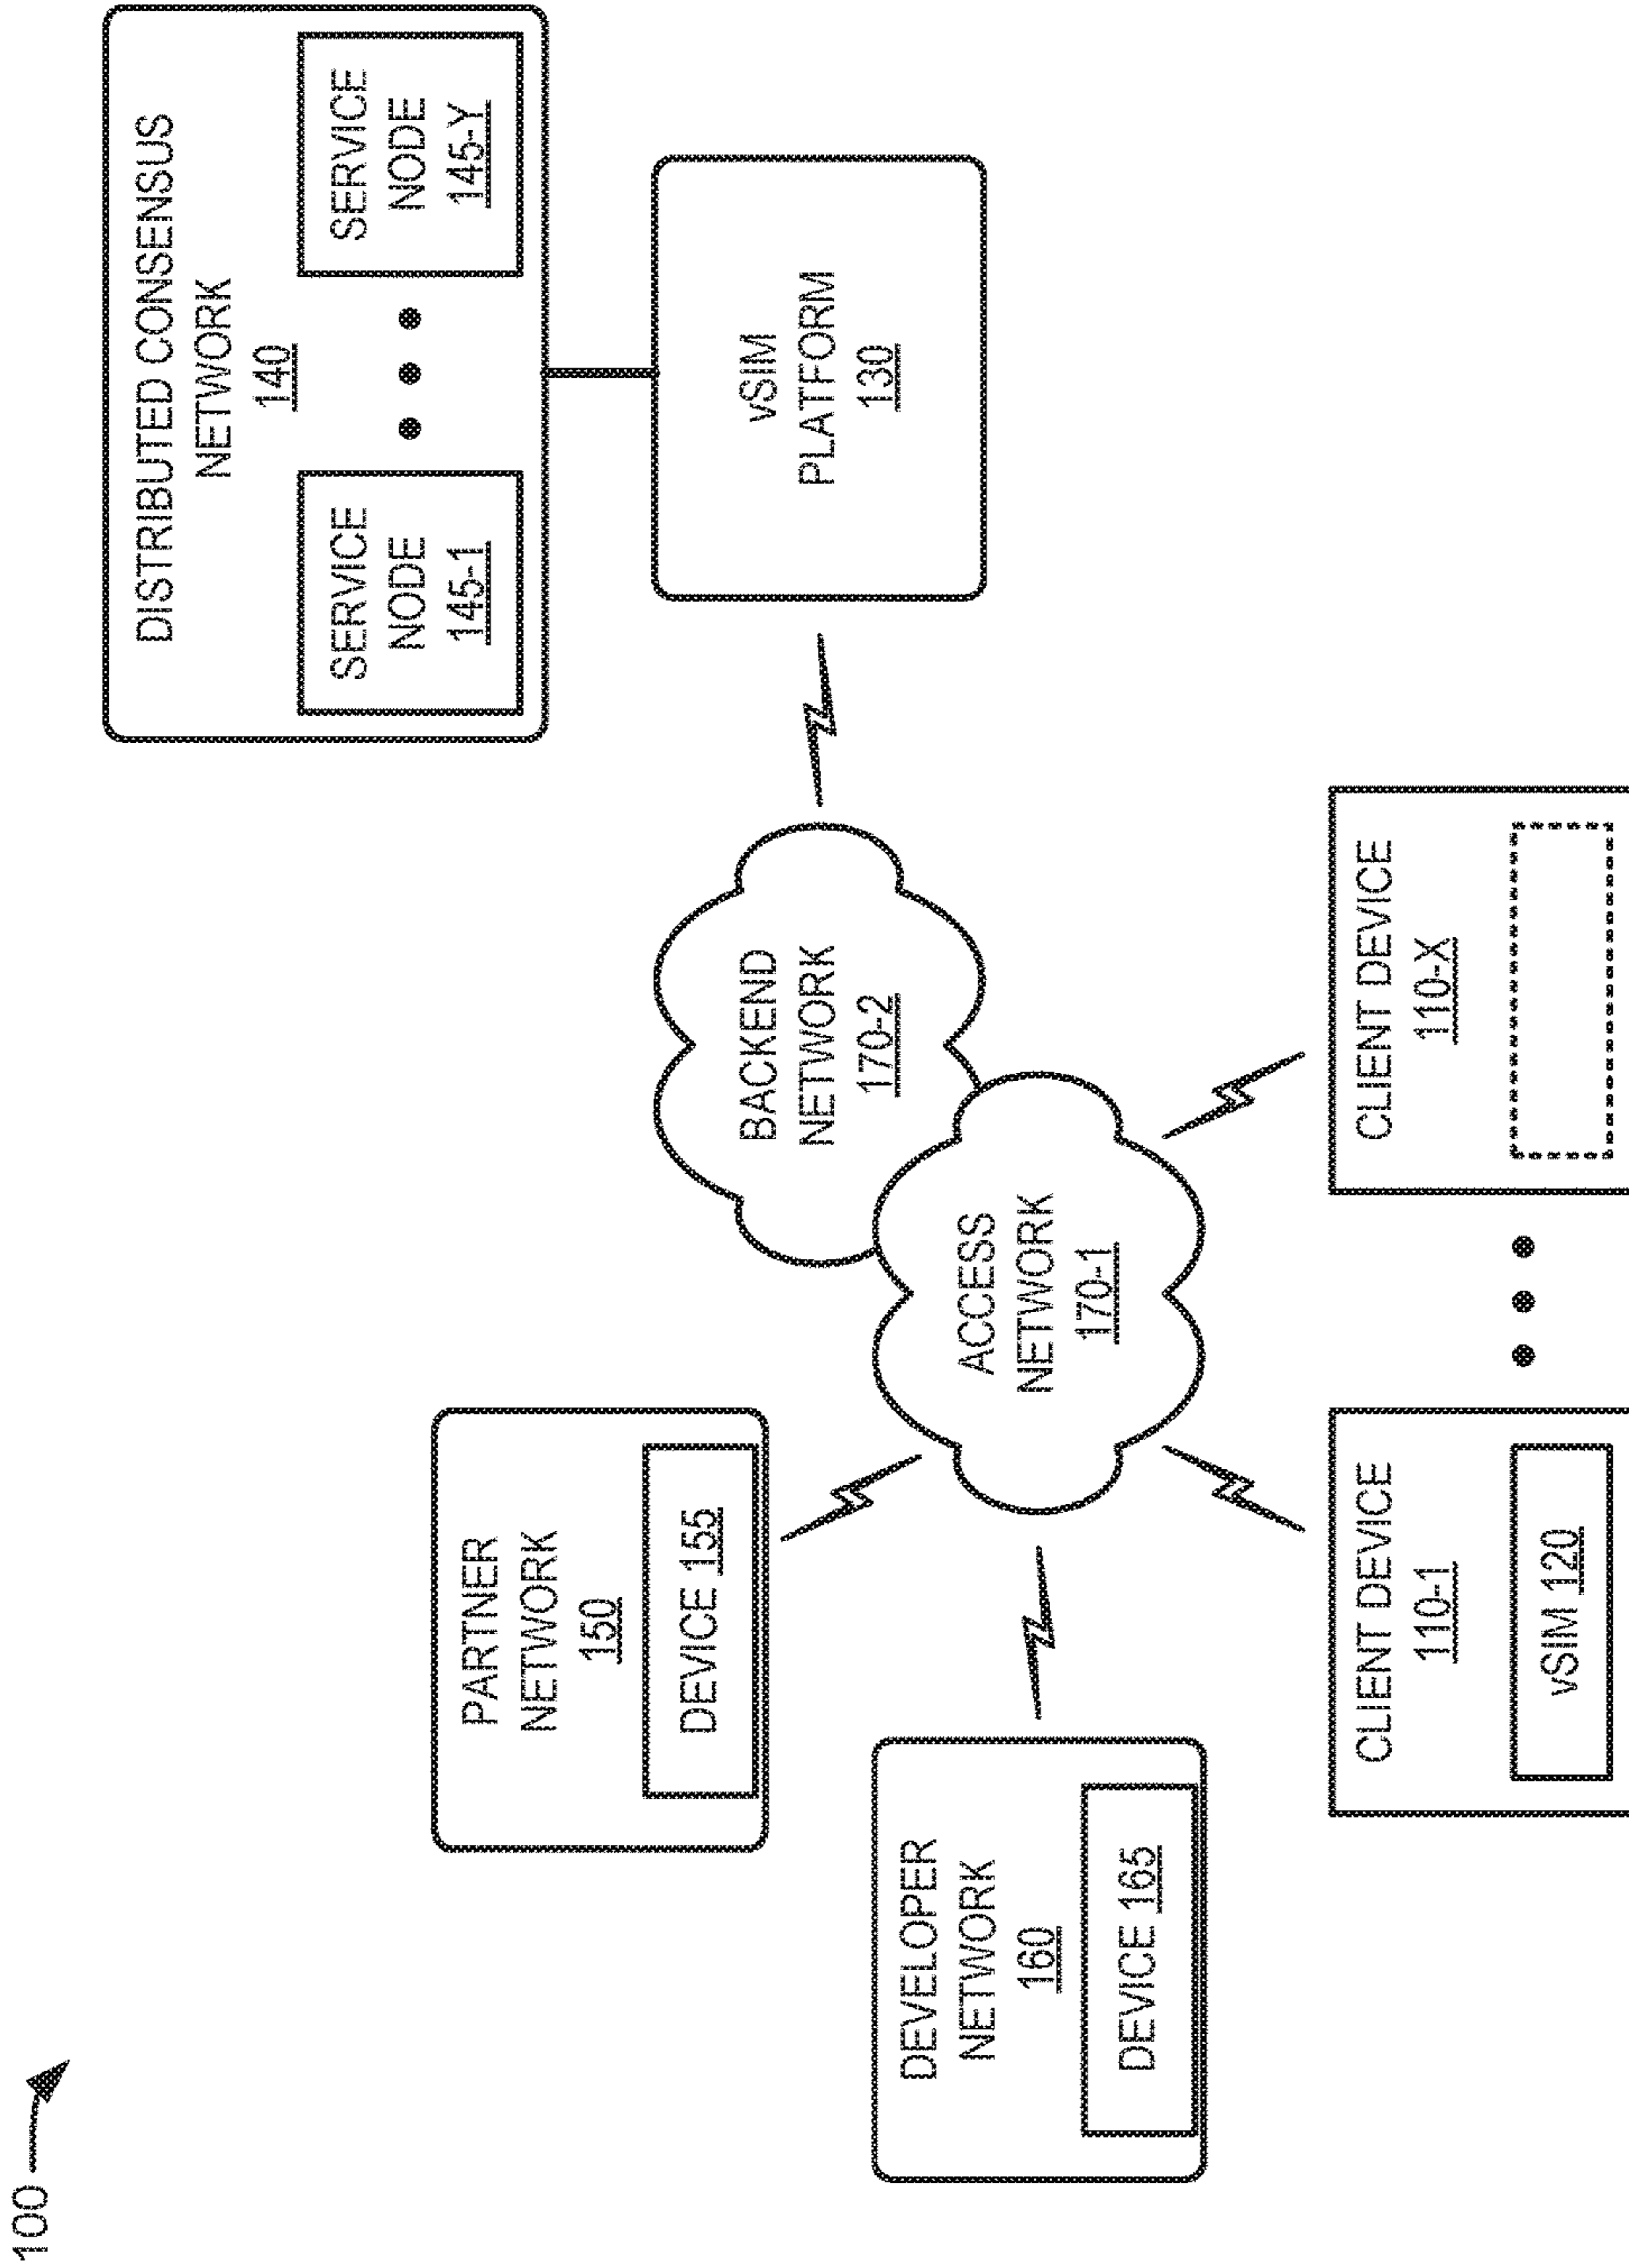 100
DISTRIBUTED CONSENSUS
NETWORK
140
SERVICE
NODE
145-1
SERVICE
NODE
145-Y
vSIM
PLATFORM
130
BACKEND
NETWORK
170-2
ACCESS
NETWORK
170-1
PARTNER
NETWORK
150
DEVICE 155
DEVELOPER
NETWORK
160
DEVICE 165
CLIENT DEVICE
110-1
vSIM 120
CLIENT DEVICE
110-X